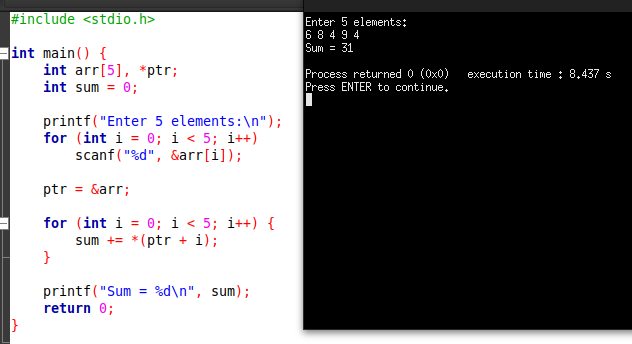 #include <stdio.h>
int main() {
int arr[5], *ptr;
int sum = 0;
printf("Enter 5 elements:\n");
for (int i = 0; i < 5; i++)
scanf("%d", &arr[i]);
ptr = &arr;
for (int i = 0; i < 5; i++) {
sum += *(ptr + i);
}
printf("Sum = %d\n", sum);
return 0;
}
Enter 5 elements:
6 8 4 9 4
Sum = 31
Process returned 0 (0x0)   execution time : 8.437 s
Press ENTER to continue.